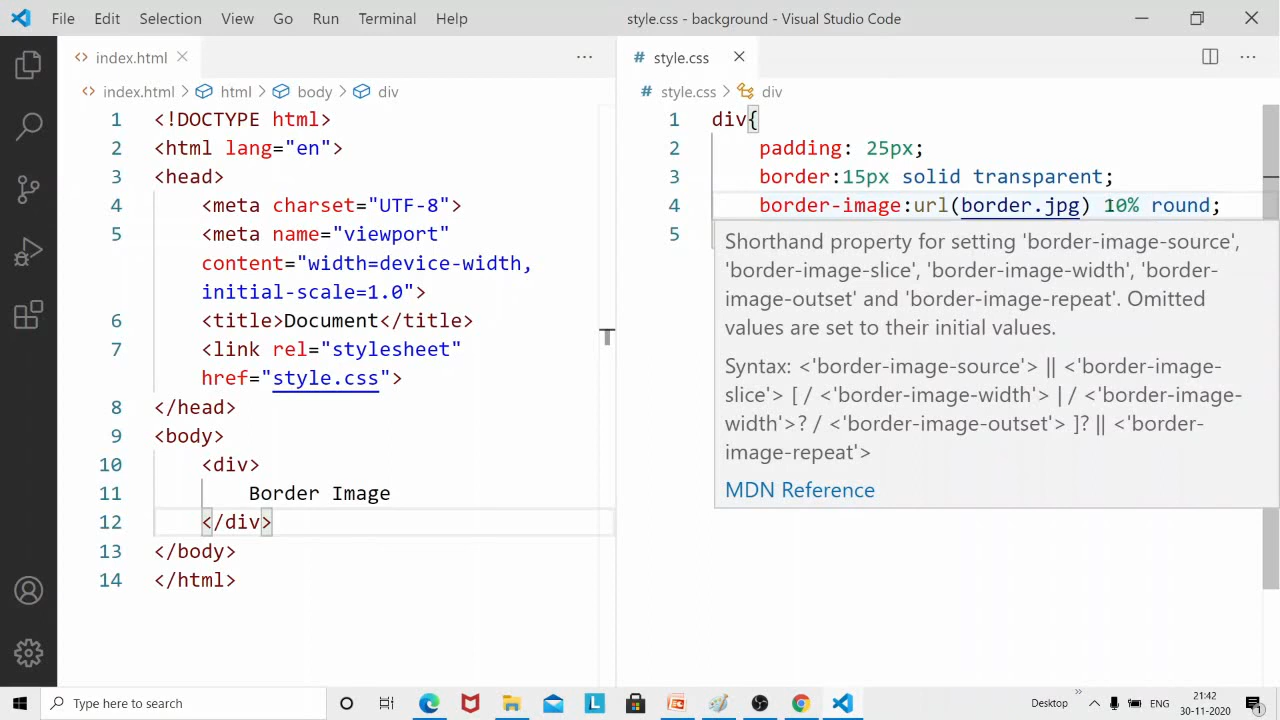 File Edit Selection View Go Run Terminal Help style.css - background - Visual Studio Code
index.html
index.html > html > body > div
1 <!DOCTYPE html>
2 <html lang="en">
3 <head>
4 <meta charset="UTF-8">
5 <meta name="viewport"
content="width=device-width,
initial-scale=1.0">
6 <title>Document</title>
7 <link rel="stylesheet"
href="style.css">
8 </head>
9 <body>
10 <div>
11 Border Image
12 </div>
13 </body>
14 </html>
# style.css
# style.css > div
1 div{
2 padding: 25px;
3 border:15px solid transparent;
4 border-image:url(border.jpg) 10% round;
5
Shorthand property for setting 'border-image-source',
'border-image-slice', 'border-image-width', 'border-
image-outset' and 'border-image-repeat'. Omitted
values are set to their initial values.
Syntax: <'border-image-source'> || <'border-image-
slice'> [ / <'border-image-width'> | / <'border-image-
width'>? / <'border-image-outset'> ]? || <'border-
image-repeat'>
MDN Reference
Type here to search
Desktop
ENG
21:42
30-11-2020
1